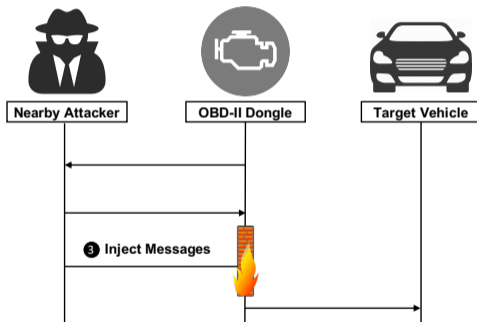 Nearby Attacker
OBD-II Dongle
Target Vehicle
❸ Inject Messages